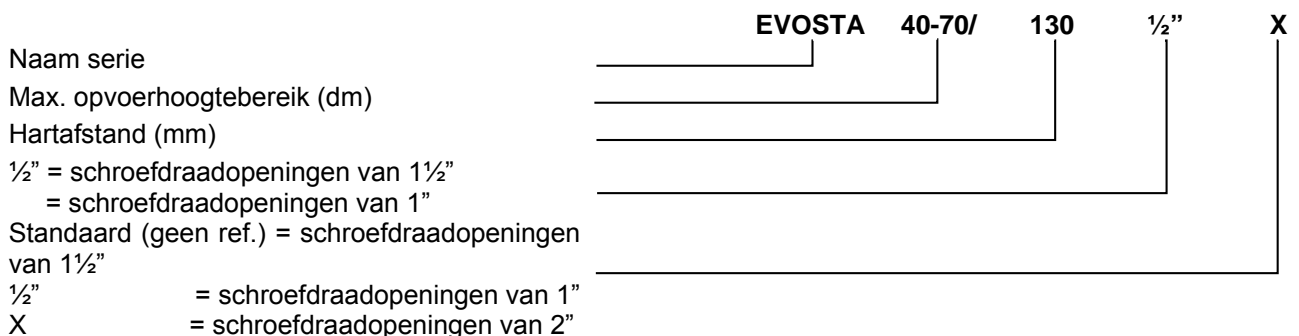 EVOSTA 40-70/ 130 ½” X
Naam serie
Max. opvoerhoogtebereik (dm)
Hartafstand (mm)
½” = schroefdraadopeningen van 1½”
= schroefdraadopeningen van 1”
Standaard (geen ref.) = schroefdraadopeningen
van 1½”
½” = schroefdraadopeningen van 1”
X = schroefdraadopeningen van 2”